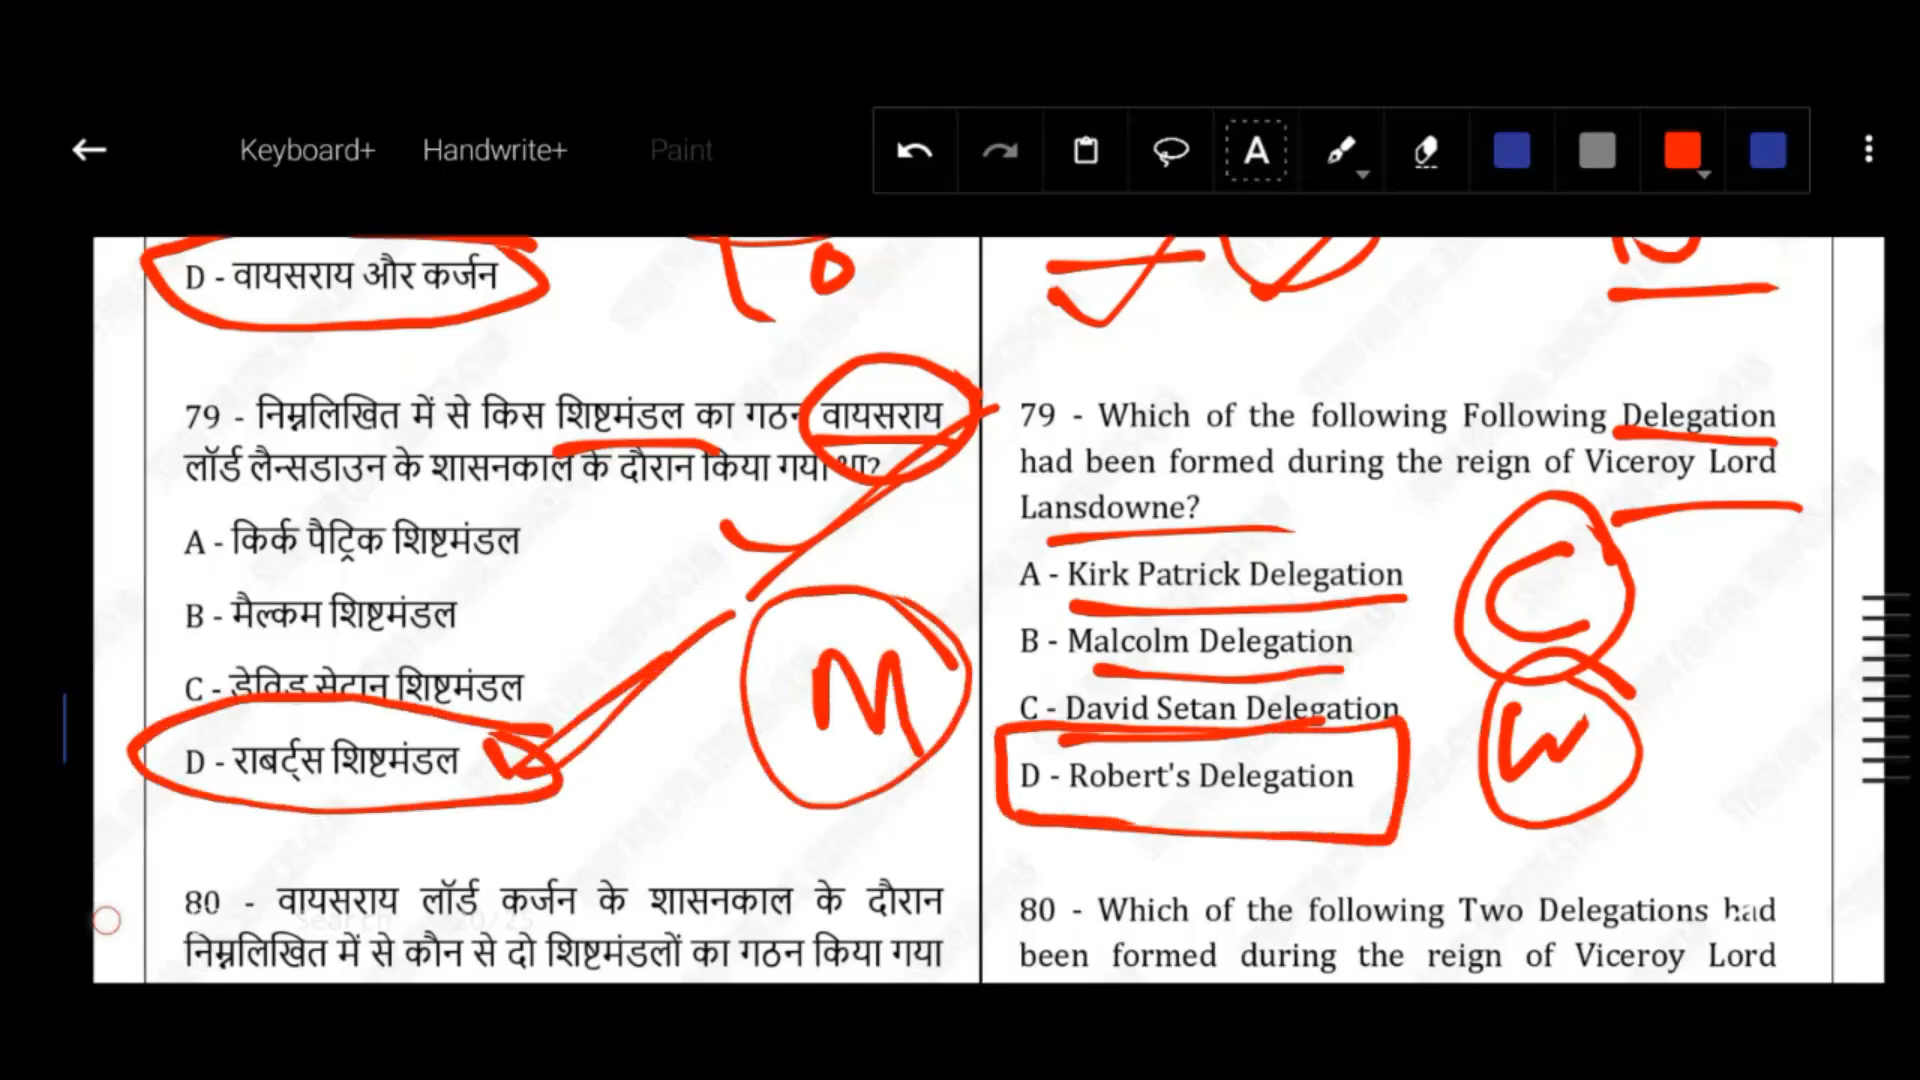 Keyboard+ Handwrite+ Paint
A
D - वायसराय और कर्जन
79 - निम्नलिखित में से किस शिष्टमंडल का गठन वायसराय
लॉर्ड लैन्सडाउन के शासनकाल के दौरान किया गया था?
A - किर्क पैट्रिक शिष्टमंडल
B - मैल्कम शिष्टमंडल
C - डेविड सेटान शिष्टमंडल
D - राबर्ट्स शिष्टमंडल
M
80 - वायसराय लॉर्ड कर्जन के शासनकाल के दौरान
निम्नलिखित में से कौन से दो शिष्टमंडलों का गठन किया गया
79 - Which of the following Following Delegation
had been formed during the reign of Viceroy Lord
Lansdowne?
A - Kirk Patrick Delegation
B - Malcolm Delegation
C - David Setan Delegation
D - Robert's Delegation
C
W
80 - Which of the following Two Delegations had
been formed during the reign of Viceroy Lord